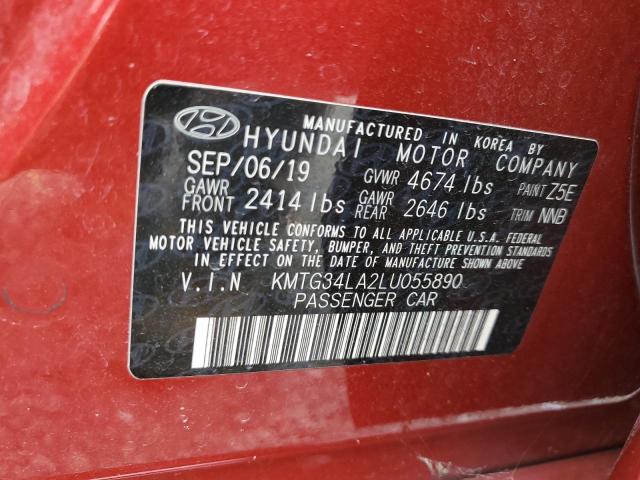 MANUFACTURED IN KOREA BY
HYUNDAI MOTOR COMPANY
SEP/06/19 GVWR 4674 lbs PAINT Z5E
GAWR FRONT 2414 lbs GAWR REAR 2646 lbs TRIM NNB
THIS VEHICLE CONFORMS TO ALL APPLICABLE U.S.A. FEDERAL
MOTOR VEHICLE SAFETY, BUMPER, AND THEFT PREVENTION STANDARDS
IN EFFECT ON THE DATE OF MANUFACTURE SHOWN ABOVE.
V.I.N KMTG34LA2LU055890
PASSENGER CAR